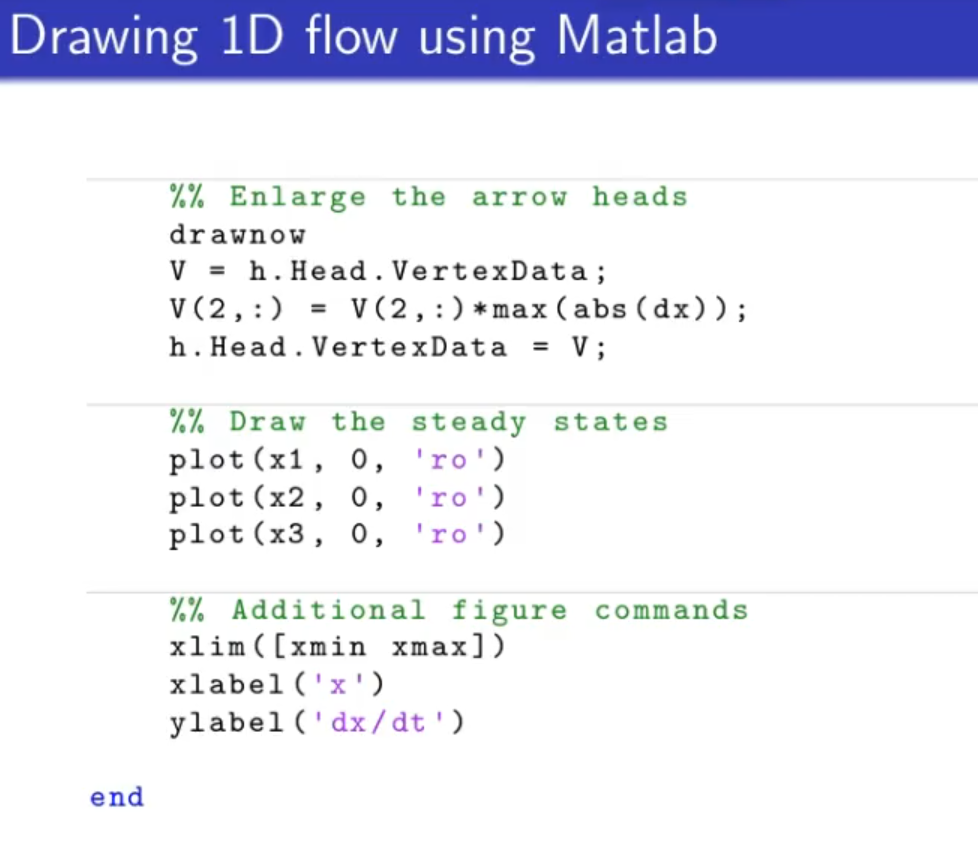 Drawing 1D flow using Matlab
%% Enlarge the arrow heads
drawnow
V = h.Head.VertexData;
V(2,:) = V(2,:)*max(abs(dx));
h.Head.VertexData = V;
%% Draw the steady states
plot(x1, 0, 'ro')
plot(x2, 0, 'ro')
plot(x3, 0, 'ro')
%% Additional figure commands
xlim([xmin xmax])
xlabel('x')
ylabel('dx/dt')
end